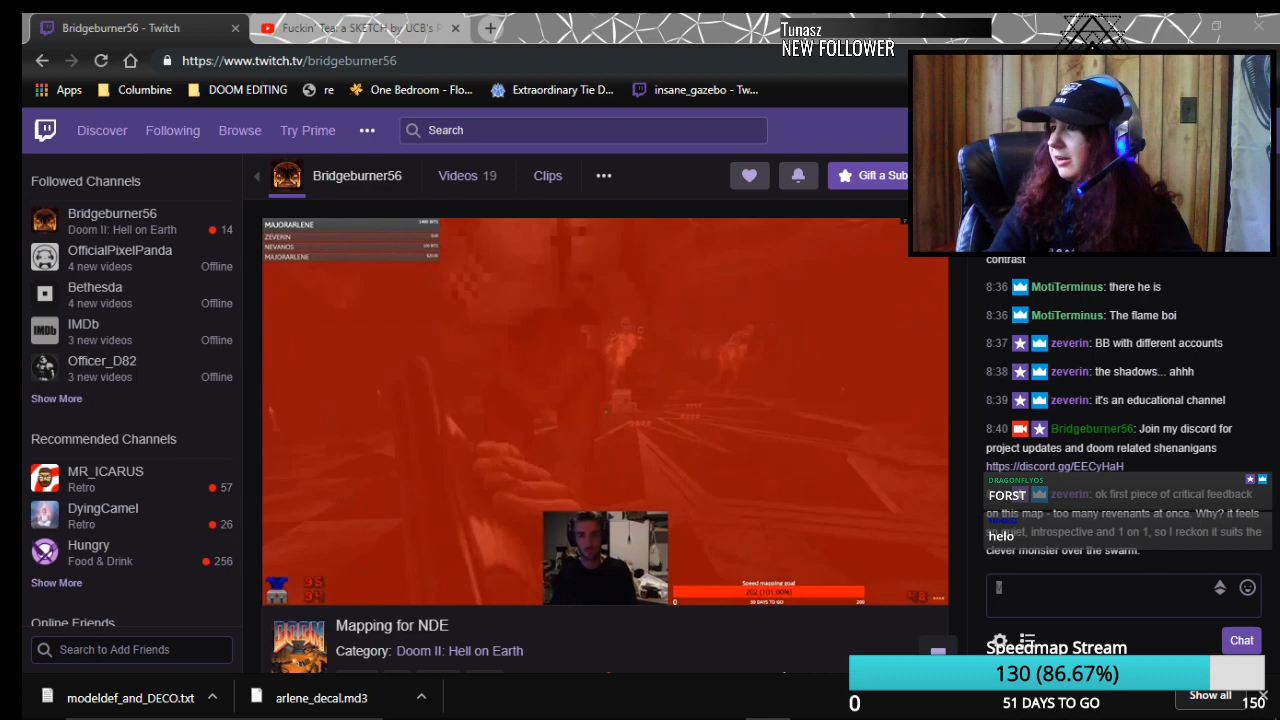 Bridgeburner56 - Twitch
Fuckin' Tea: a SKETCH by UCB's P
Tunasz
NEW FOLLOWER
https://www.twitch.tv/bridgeburner56
Apps
Columbine
DOOM EDITING
re
One Bedroom - Flo...
Extraordinary Tie D...
insane_gazebo - Tw...
Discover
Following
Browse
Try Prime
Search
Followed Channels
Bridgeburner56
Doom II: Hell on Earth
14
OfficialPixelPanda
4 new videos
Offline
Bethesda
4 new videos
Offline
IMDb
3 new videos
Offline
Officer_D82
3 new videos
Offline
Show More
Recommended Channels
MR_ICARUS
Retro
57
DyingCamel
Retro
26
Hungry
Food & Drink
256
Show More
Online Friends
Search to Add Friends
Bridgeburner56
Videos 19
Clips
Gift a Sub
MAJORARLENE
ZEVERIN
NEVANOS
MAJORARLENE
Speed mapping goal
202 (101.00%)
0
50 DAYS TO GO
200
Mapping for NDE
Category: Doom II: Hell on Earth
contrast
8:36 MotiTerminus: there he is
8:36 MotiTerminus: The flame boi
8:37 zeverin: BB with different accounts
8:38 zeverin: the shadows... ahhh
8:39 zeverin: it's an educational channel
8:40 Bridgeburner56: Join my discord for
project updates and doom related shenanigans
https://discord.gg/EECyHaH
DRAGONFLYOS
FORST
zeverin: ok first piece of critical feedback
on this map - too many revenants at once. Why? it feels
TUNASZ
helo
so quiet, introspective and 1 on 1, so I reckon it suits the
clever monster over the swarm.
Chat
Speedmap Stream
130 (86.67%)
0
51 DAYS TO GO
150
modeldef_and_DECO.txt
arlene_decal.md3
Show all